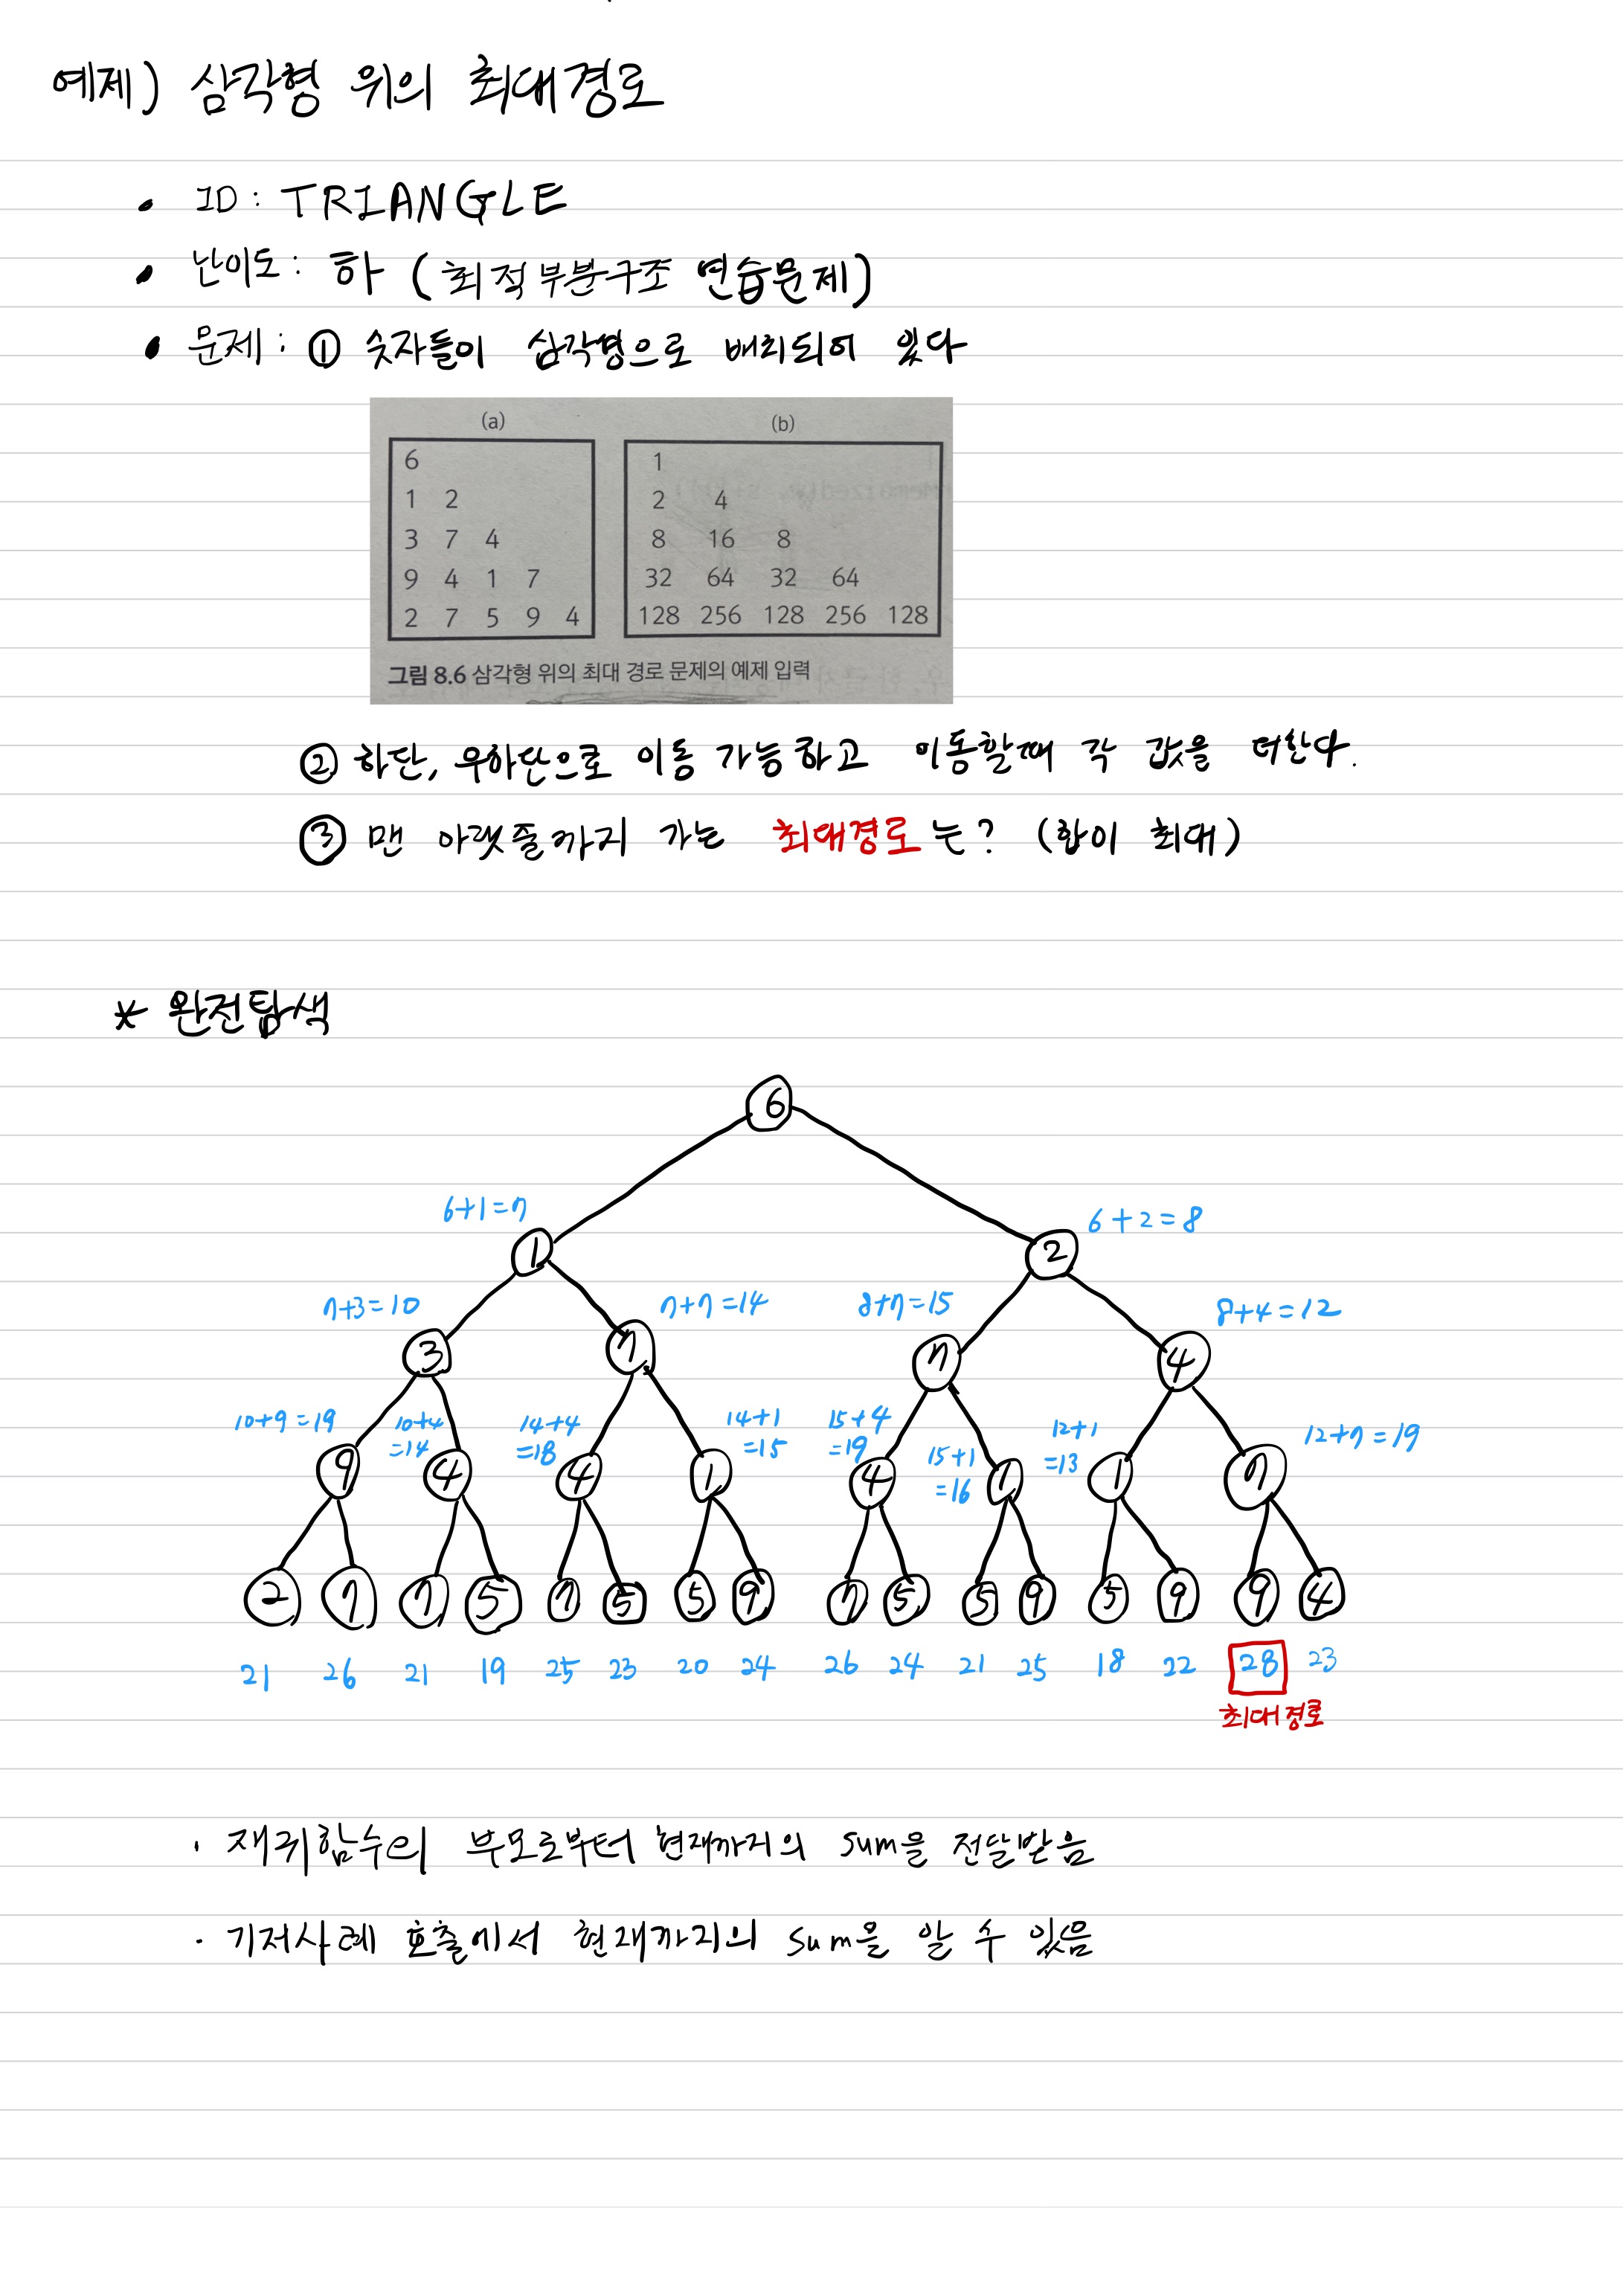 예제) 삼각형 위의 최대경로
• ID: TRIANGLE
• 난이도: 하 (최적부분구조 연습문제)
• 문제: ① 숫자들이 삼각형으로 배치되어 있다
(a) (b)
6
1 2
3 7 4
9 4 1 7
2 7 5 9 4
1
2 4
8 16 8
32 64 32 64
128 256 128 256 128
그림 8.6 삼각형 위의 최대 경로 문제의 예제 입력
② 하단, 우하단으로 이동 가능하고 이동할때 각 값을 더한다.
③ 맨 아랫줄까지 가는 최대경로는? (합이 최대)
* 완전탐색
6
6+1=7 6+2=8
1 2
7+3=10 7+7=14 8+7=15 8+4=12
3 7 7 4
10+9=19 10+4=14 14+4=18 14+1=15 15+4=19 15+1=16 12+1=13 12+7=19
9 4 4 1 4 1 1 7
2 7 7 5 7 5 5 9 7 5 5 9 5 9 9 4
21 26 21 19 25 23 20 24 26 24 21 25 18 22 28 23
최대경로
· 재귀함수의 부모로부터 현재까지의 sum을 전달받음
· 기저사례 호출에서 현재까지의 sum을 알 수 있음